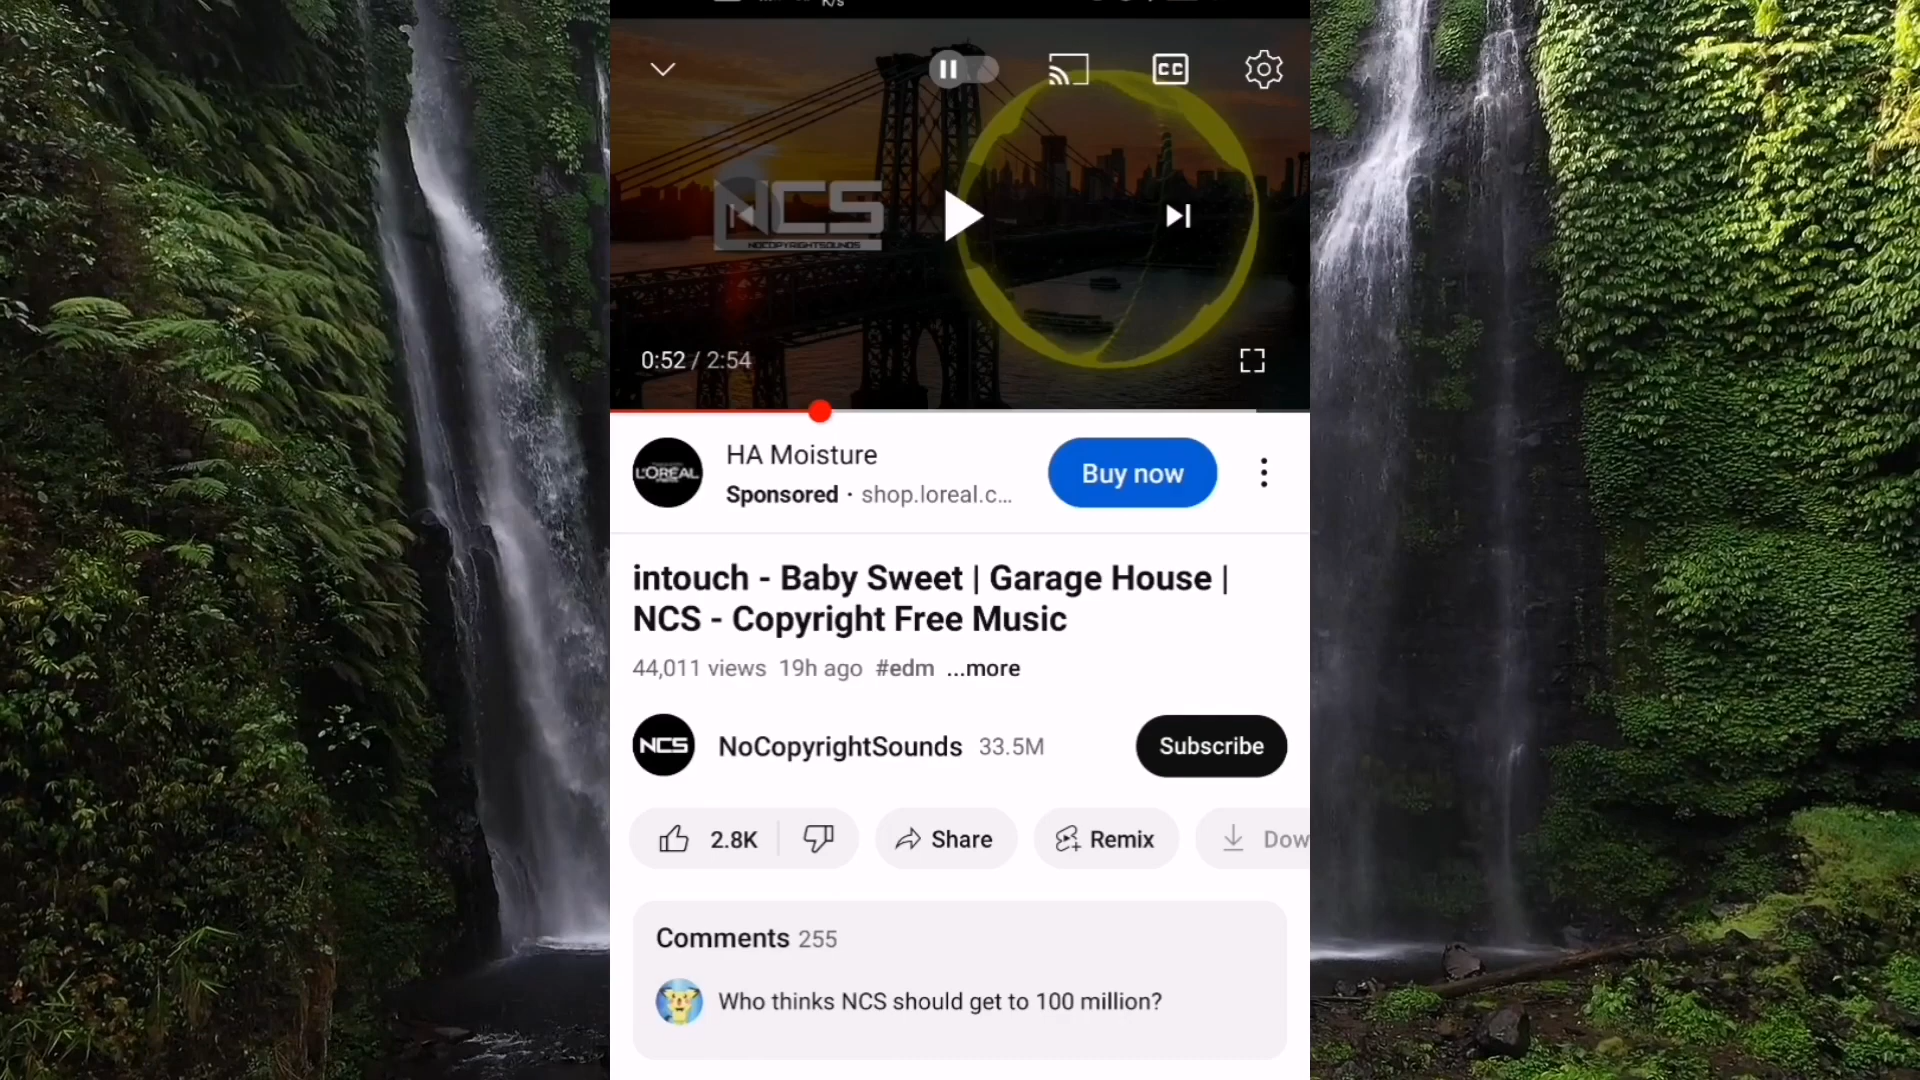 K/s
CC
NCS
NOCOPYRIGHTSOUNDS
0:52 / 2:54
L'OREAL
HA Moisture
Buy now
Sponsored · shop.loreal.c...
intouch - Baby Sweet | Garage House |
NCS - Copyright Free Music
44,011 views 19h ago #edm ...more
NCS
NoCopyrightSounds 33.5M
Subscribe
2.8K
Share
Remix
Dow
Comments 255
Who thinks NCS should get to 100 million?